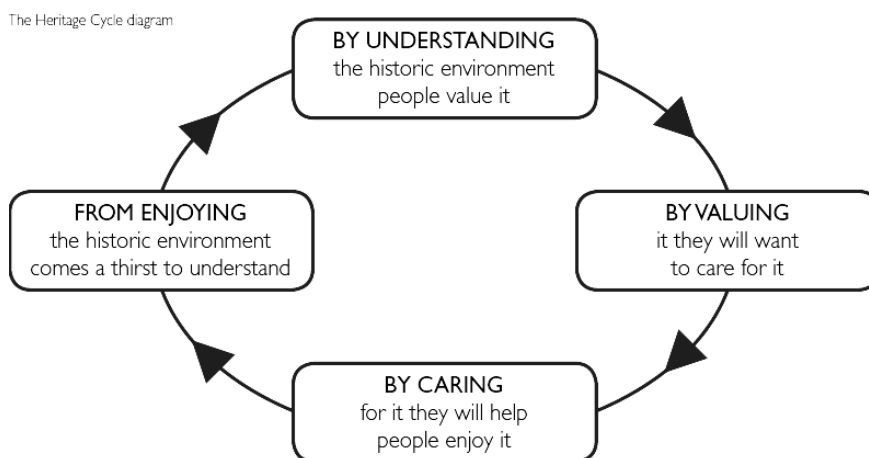 The Heritage Cycle diagram
BY UNDERSTANDING
the historic environment
people value it
BY VALUING
it they will want
to care for it
BY CARING
for it they will help
people enjoy it
FROM ENJOYING
the historic environment
comes a thirst to understand